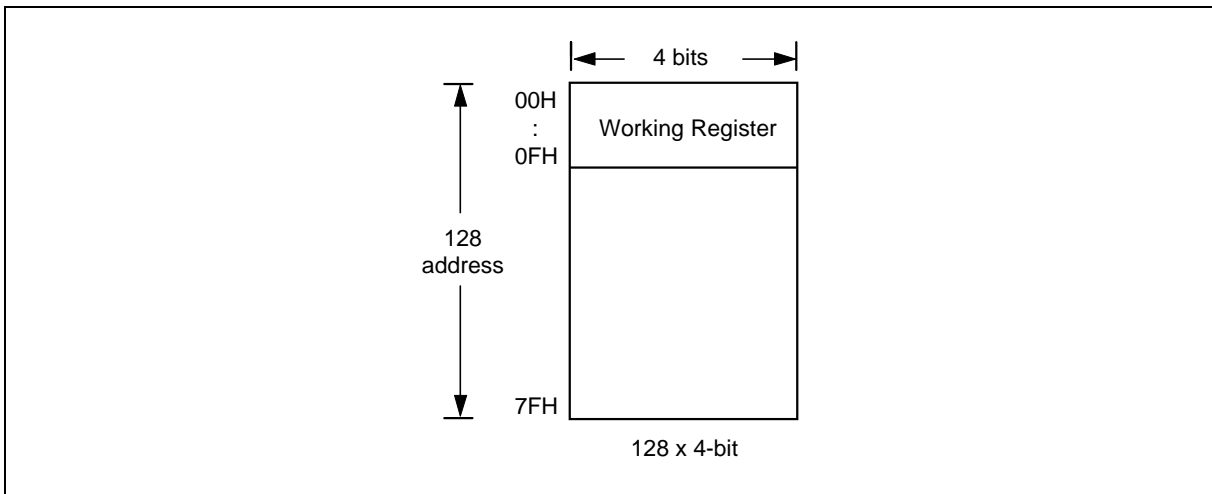 4 bits
00H
:
0FH
Working Register
128
address
7FH
128 x 4-bit